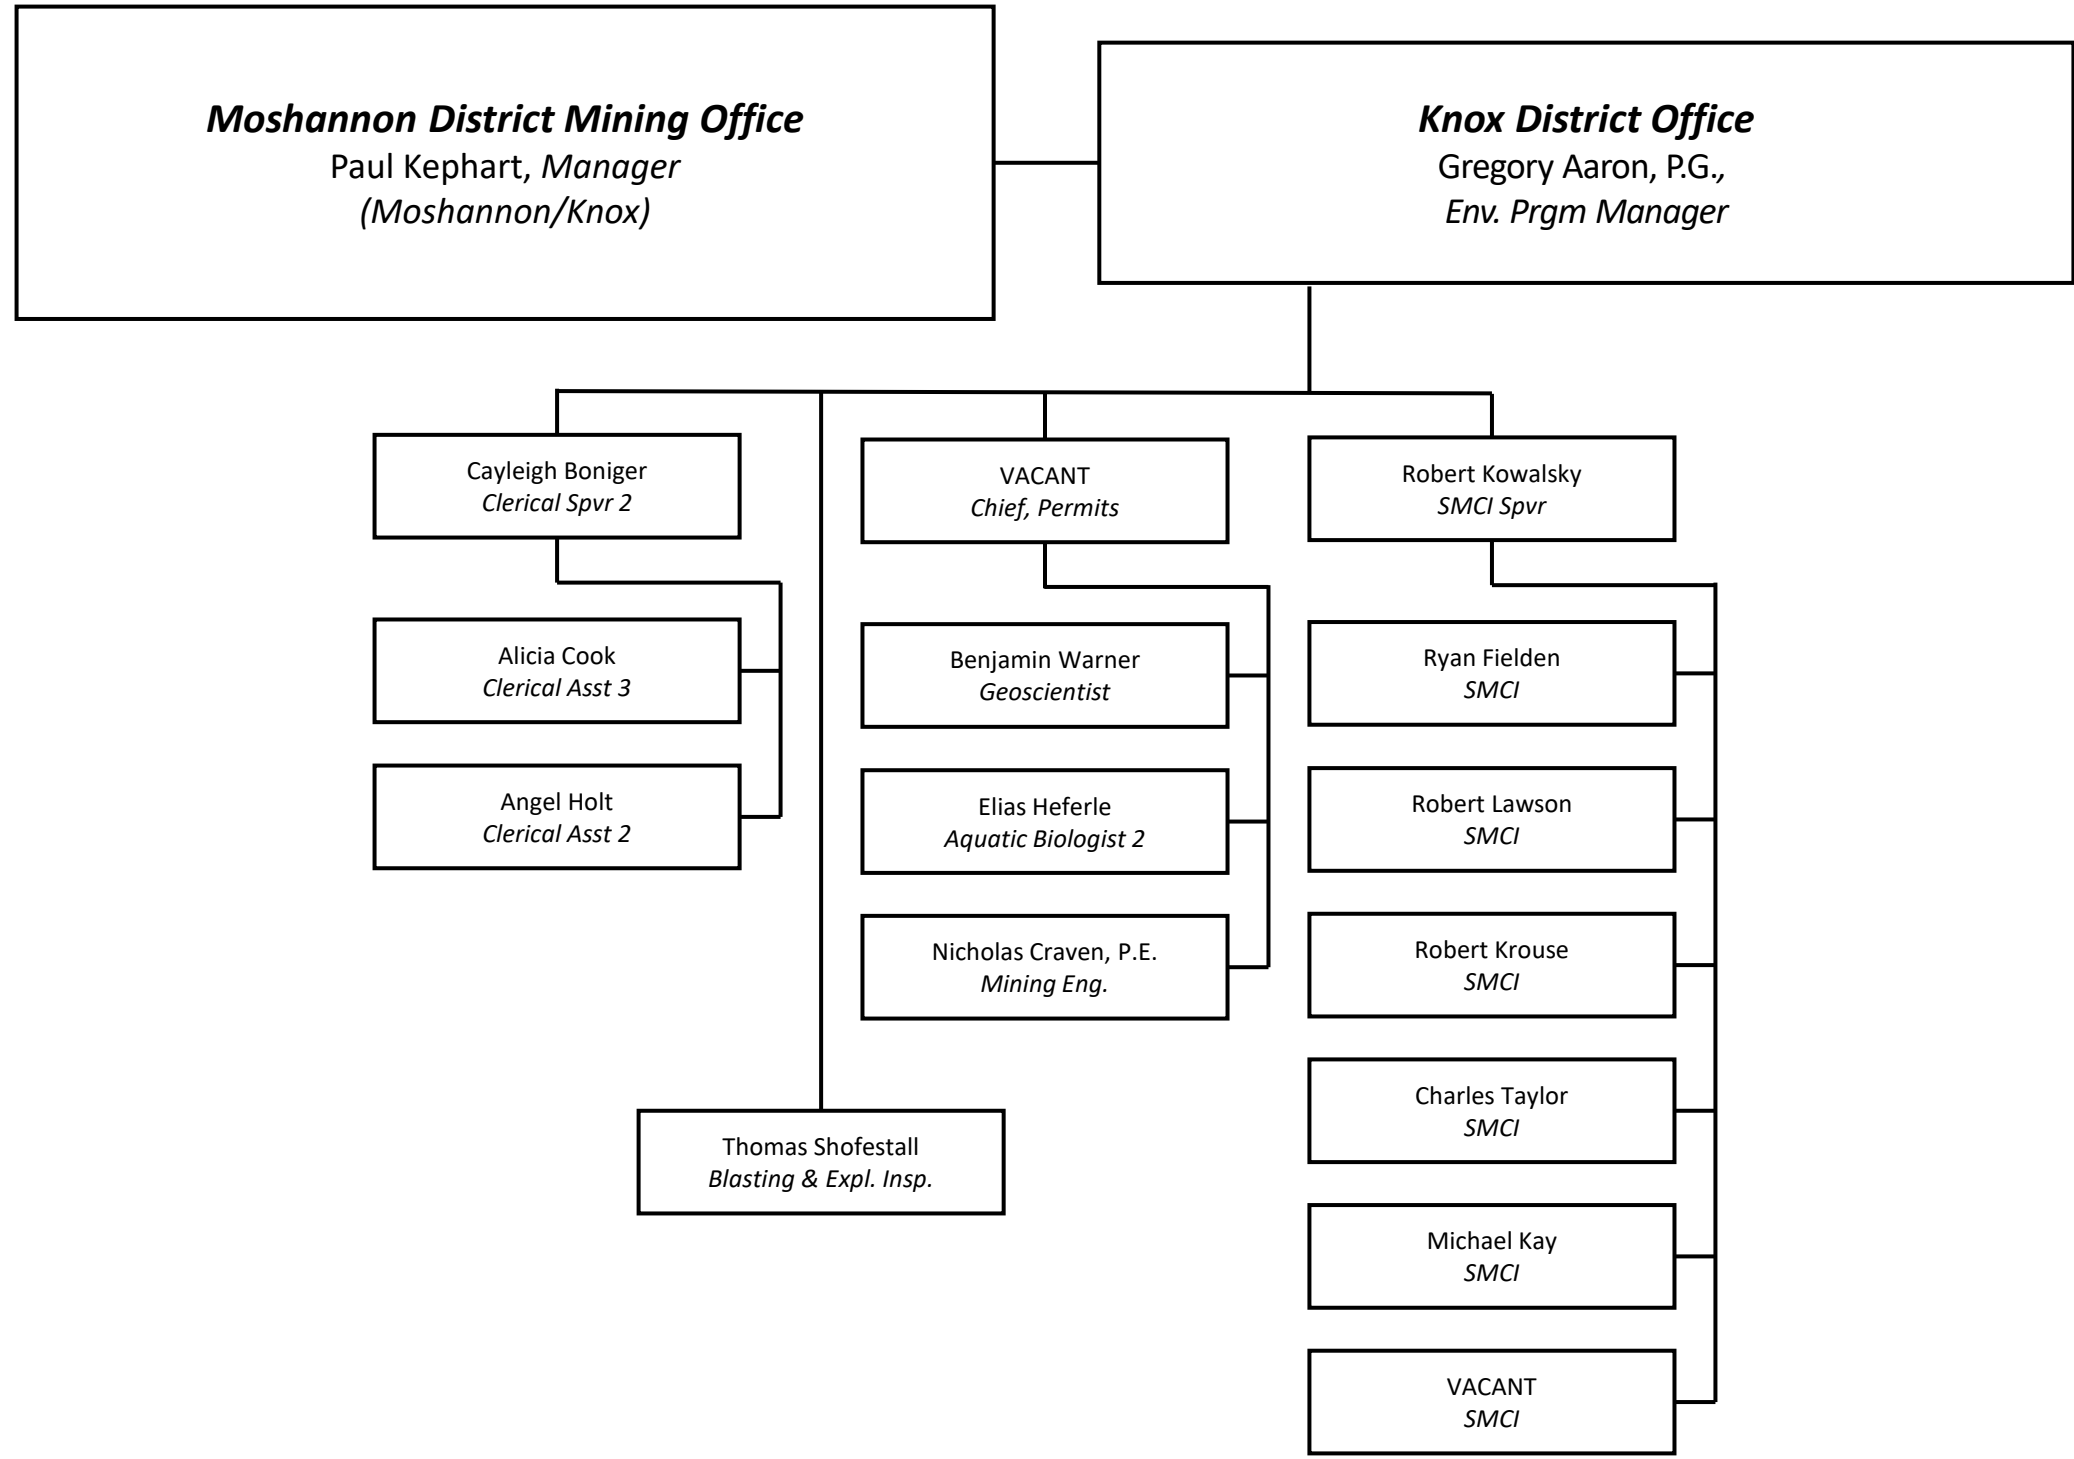 Moshannon District Mining Office
Paul Kephart, Manager
(Moshannon/Knox)
Knox District Office
Gregory Aaron, P.G.,
Env. Prgm Manager
Cayleigh Boniger
Clerical Spvr 2
Alicia Cook
Clerical Asst 3
Angel Holt
Clerical Asst 2
Thomas Shofestall
Blasting & Expl. Insp.
VACANT
Chief, Permits
Benjamin Warner
Geoscientist
Elias Heferle
Aquatic Biologist 2
Nicholas Craven, P.E.
Mining Eng.
Robert Kowalsky
SMCI Spvr
Ryan Fielden
SMCI
Robert Lawson
SMCI
Robert Krouse
SMCI
Charles Taylor
SMCI
Michael Kay
SMCI
VACANT
SMCI